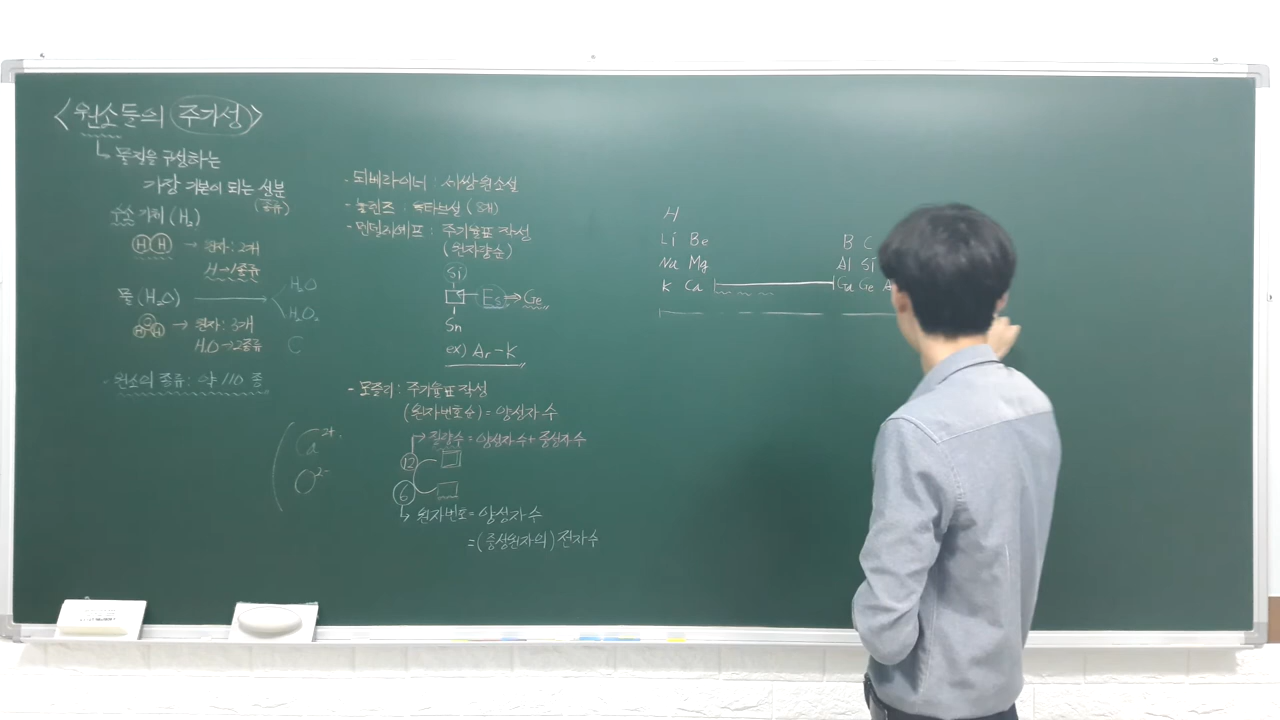 <원소들의 주기성>
↳ 물질을 구성하는
가장 기본이 되는 성분
(종류)
수소 기체 (H₂)
H H → 원자: 2개
H → 1종류
물 (H₂O) → H₂O
H₂O₂
C
H O H → 원자: 3개
H, O → 2종류
· 원소의 종류: 약 110 종
Ca²⁺
O²⁻
- 되베라이너 : 세쌍원소설
- 뉴런즈 : 옥타브설 (8개)
- 멘델레예프 : 주기율표 작성
(원자량순)
Si
Es ⇒ Ge
Sn
ex) Ar - K
- 모즐리 : 주기율표 작성
(원자번호순) = 양성자수
→ 질량수 = 양성자수 + 중성자수
12
6
↳ 원자번호 = 양성자수
= (중성원자의) 전자수
H
Li Be B C
Na Mg Al Si
K Ca Ga Ge A